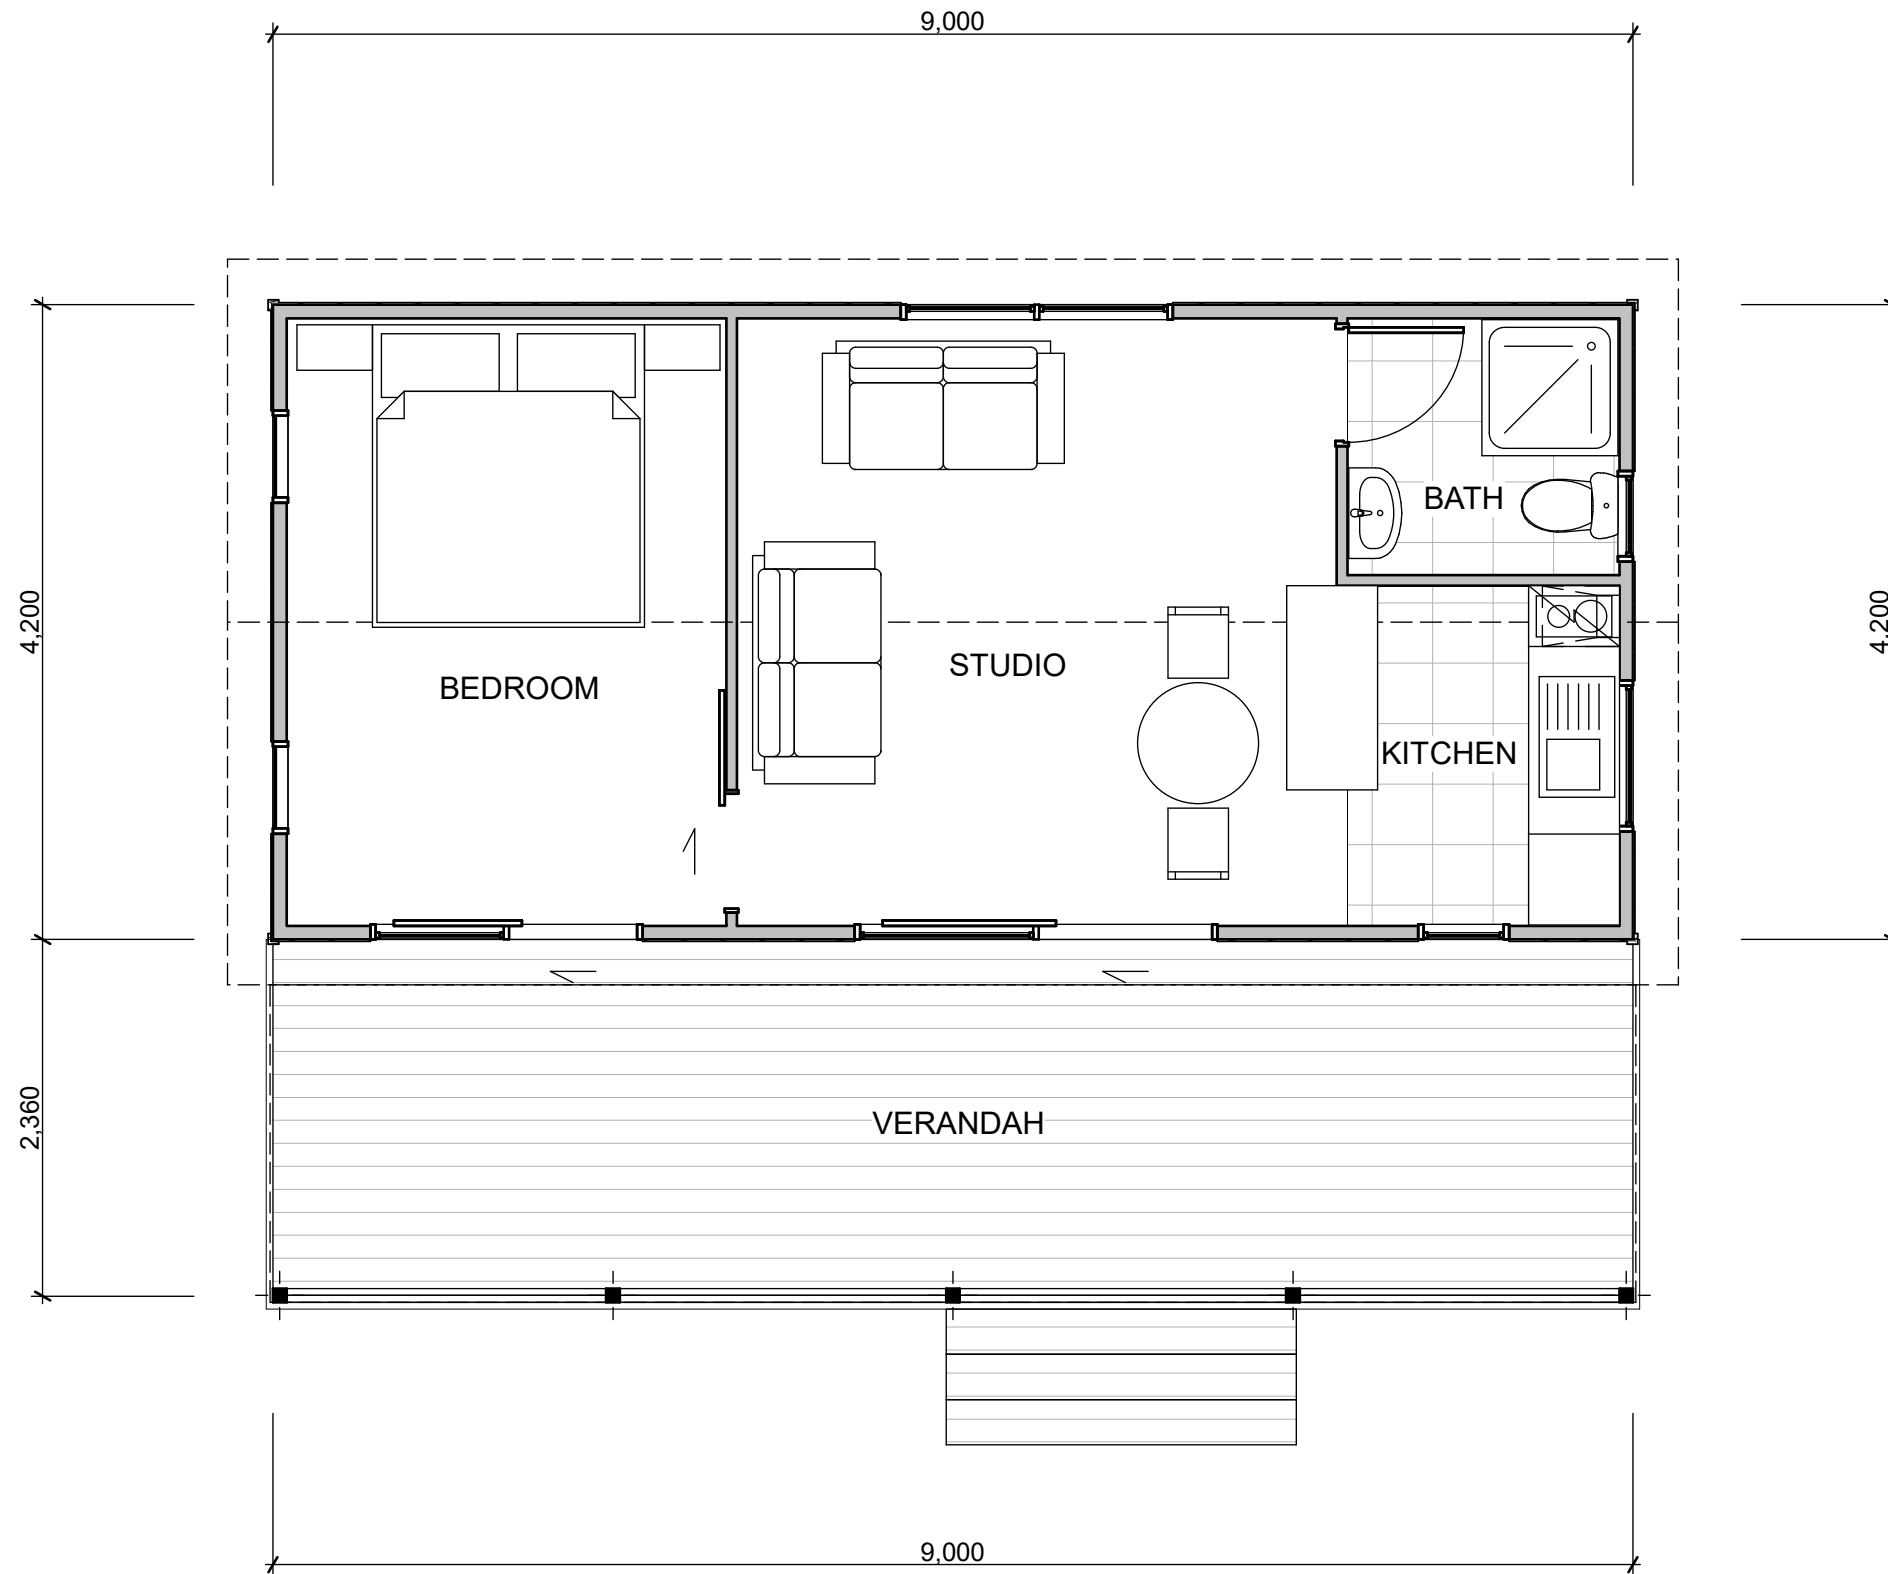 9,000
BATH
4,200
4,200
STUDIO
BEDROOM
KITCHEN
2,360
VERANDAH
9,000